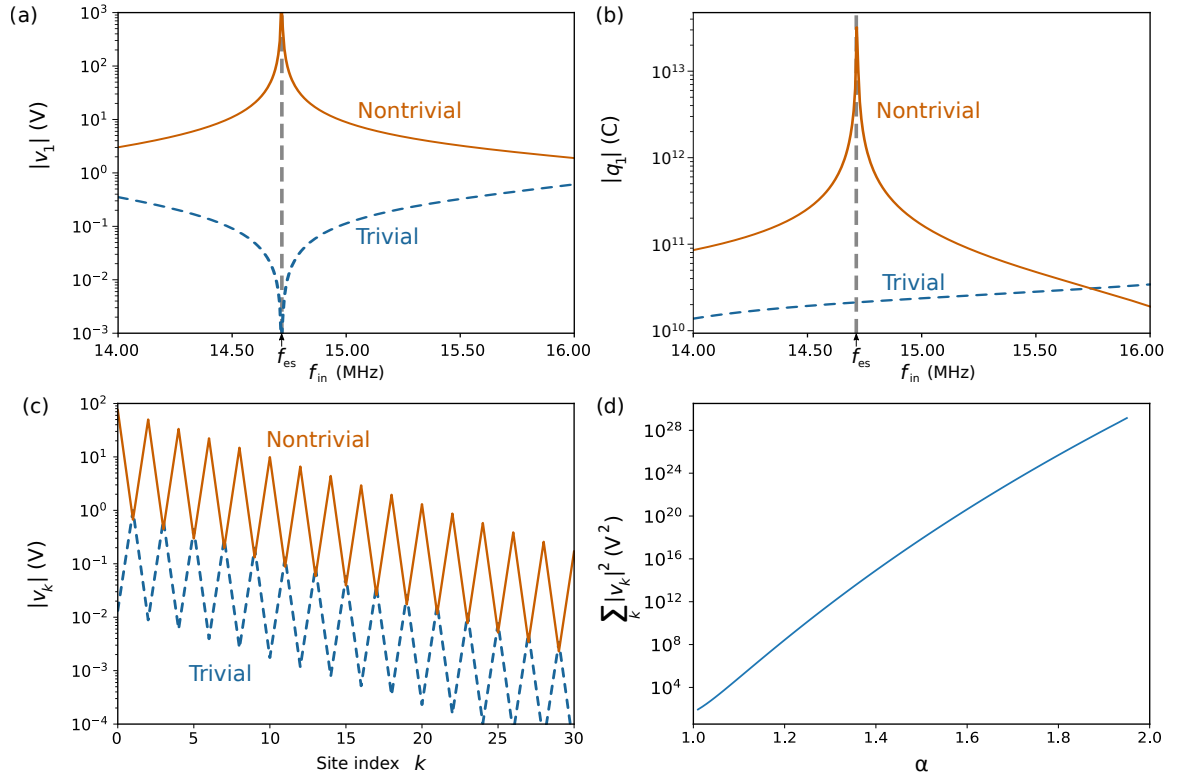 (a)
10³
10²
10¹
10⁰
10⁻¹
10⁻²
10⁻³
|v₁| (V)
Nontrivial
Trivial
14.00
14.50
15.00
15.50
16.00
f_es
f_in (MHz)
(b)
10¹³
10¹²
10¹¹
10¹⁰
|q₁| (C)
Nontrivial
Trivial
14.00
14.50
15.00
15.50
16.00
f_es
f_in (MHz)
(c)
10²
10¹
10⁰
10⁻¹
10⁻²
10⁻³
10⁻⁴
|v_k| (V)
Nontrivial
Trivial
0
5
10
15
20
25
30
Site index k
(d)
10²⁸
10²⁴
10²⁰
10¹⁶
10¹²
10⁸
10⁴
∑_k |v_k|² (V²)
1.0
1.2
1.4
1.6
1.8
2.0
α